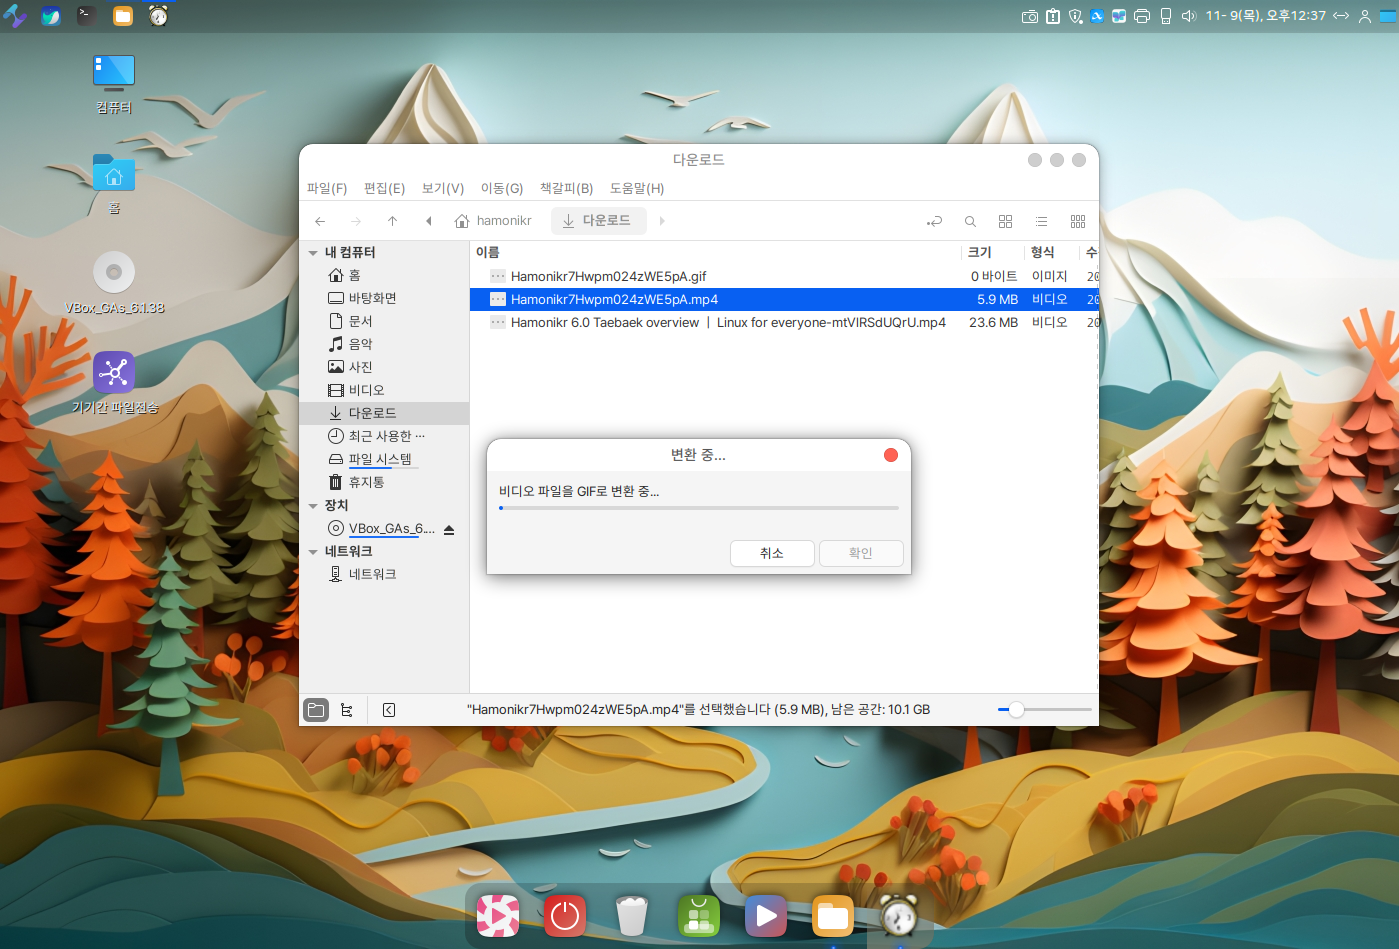 11- 9(목), 오후12:37
컴퓨터
홈
VBox_GAs_6.1.38
기기간 파일전송
다운로드
파일(F) 편집(E) 보기(V) 이동(G) 책갈피(B) 도움말(H)
hamonikr 다운로드
내 컴퓨터
홈
바탕화면
문서
음악
사진
비디오
다운로드
최근 사용한 ···
파일 시스템
휴지통
장치
VBox_GAs_6....
네트워크
네트워크
이름 크기 형식 수
Hamonikr7Hwpm024zWE5pA.gif 0 바이트 이미지 20
Hamonikr7Hwpm024zWE5pA.mp4 5.9 MB 비디오 20
Hamonikr 6.0 Taebaek overview ｜ Linux for everyone-mtVIRSdUQrU.mp4 23.6 MB 비디오 20
변환 중...
비디오 파일을 GIF로 변환 중...
취소 확인
"Hamonikr7Hwpm024zWE5pA.mp4"를 선택했습니다 (5.9 MB), 남은 공간: 10.1 GB